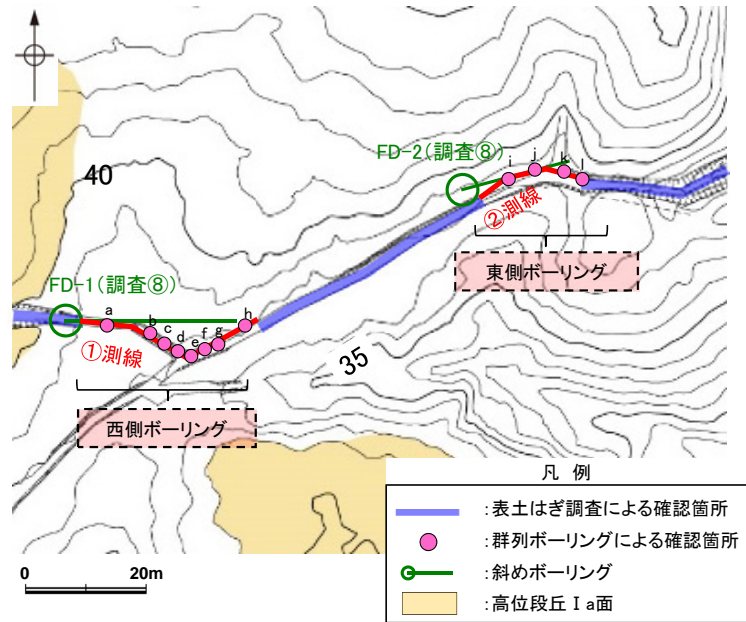 40
FD-2(調査⑧)
i
j
k
l
②測線
東側ボーリング
FD-1(調査⑧)
a
b
c
d
e
f
g
h
①測線
35
西側ボーリング
凡 例
:表土はぎ調査による確認箇所
:群列ボーリングによる確認箇所
:斜めボーリング
:高位段丘Ⅰa面
0
20m